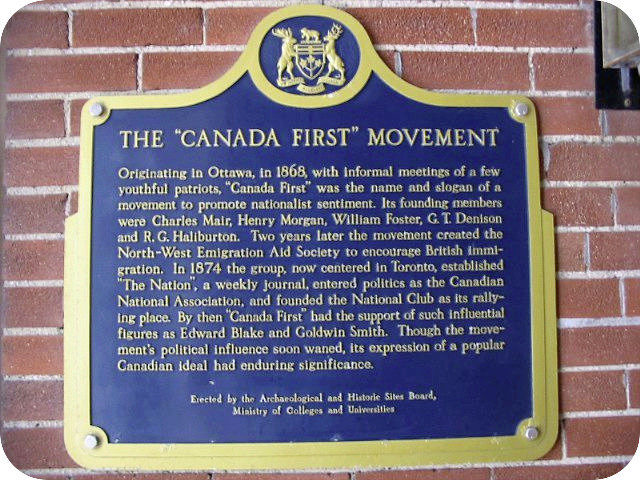 THE "CANADA FIRST" MOVEMENT
Originating in Ottawa, in 1868, with informal meetings of a few
youthful patriots, "Canada First" was the name and slogan of a
movement to promote nationalist sentiment. Its founding members
were Charles Mair, Henry Morgan, William Foster, G. T. Denison
and R. G. Haliburton. Two years later the movement created the
North-West Emigration Aid Society to encourage British immi-
gration. In 1874 the group, now centered in Toronto, established
"The Nation", a weekly journal, entered politics as the Canadian
National Association, and founded the National Club as its rally-
ing place. By then "Canada First" had the support of such influential
figures as Edward Blake and Goldwin Smith. Though the move-
ment's political influence soon waned, its expression of a popular
Canadian ideal had enduring significance.
Erected by the Archaeological and Historic Sites Board,
Ministry of Colleges and Universities